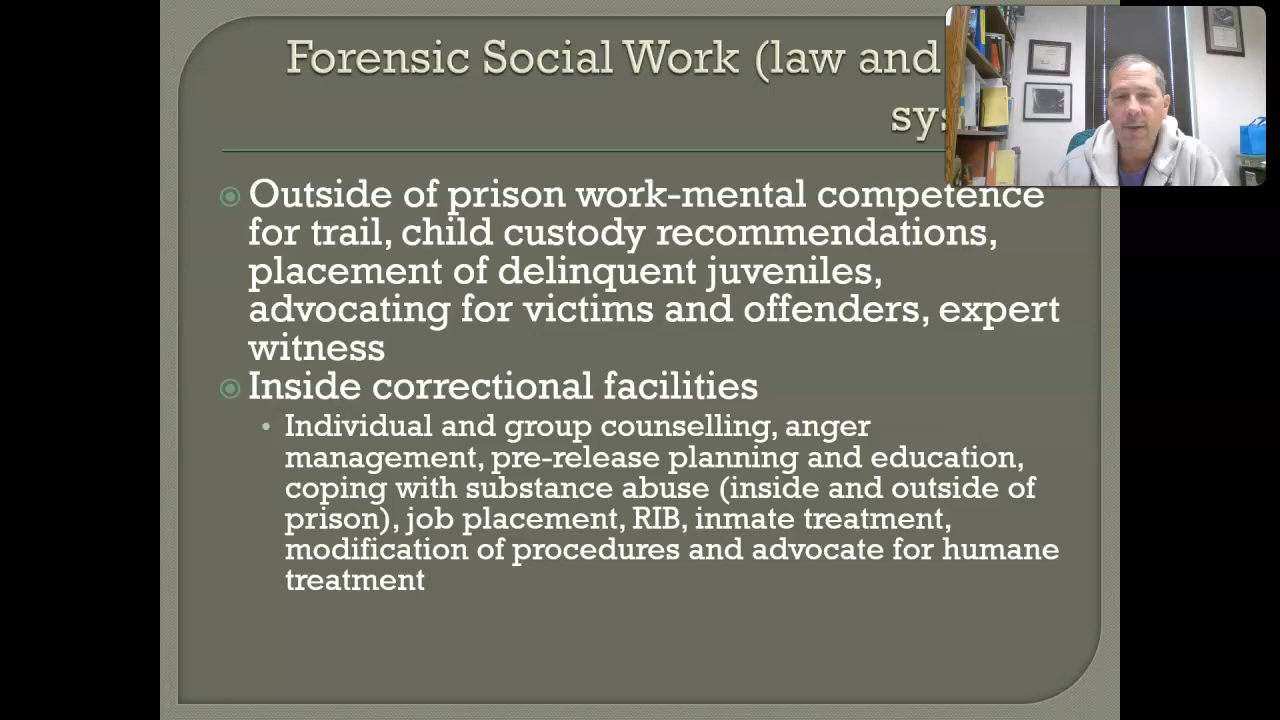 Forensic Social Work (law and
Outside of prison work-mental competence
for trail, child custody recommendations,
placement of delinquent juveniles,
advocating for victims and offenders, expert
witness
Inside correctional facilities
Individual and group counselling, anger
management, pre-release planning and education,
coping with substance abuse (inside and outside of
prison), job placement, RIB, inmate treatment,
modification of procedures and advocate for humane
treatment